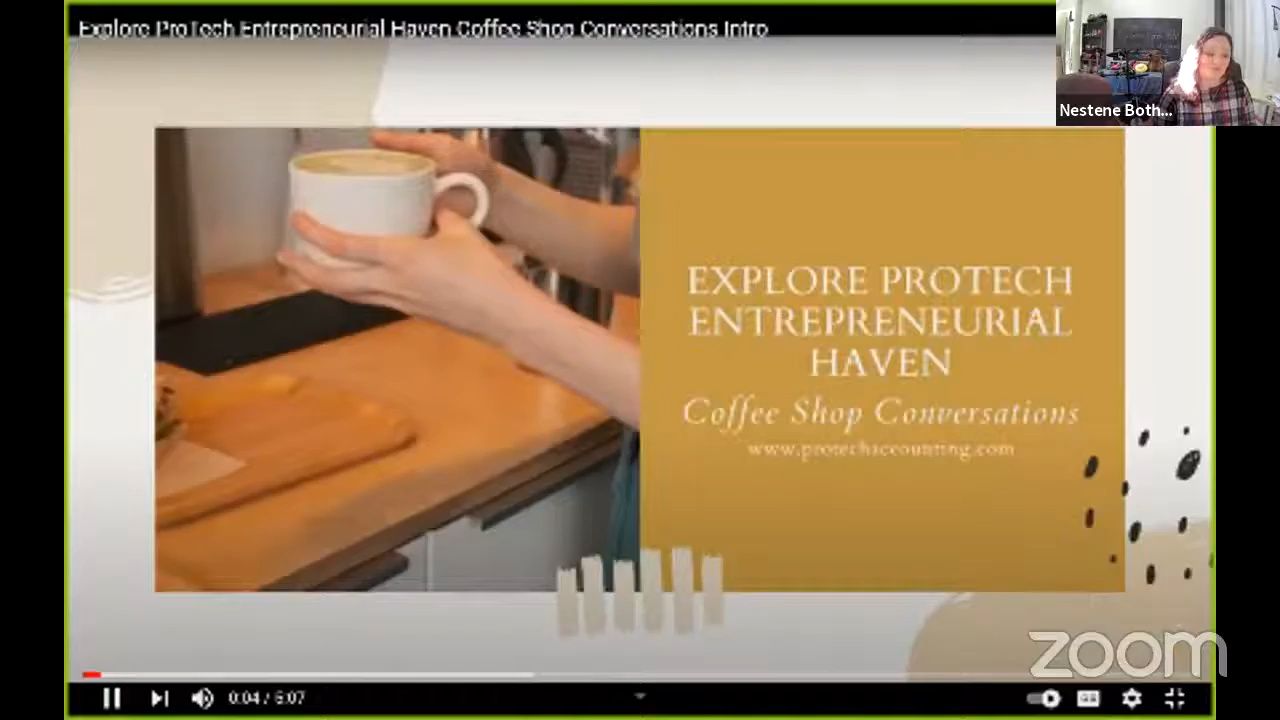 Explore ProTech Entrepreneurial Haven Coffee Shop Conversations Intro
Nestene Both...
EXPLORE PROTECH
ENTREPRENEURIAL
HAVEN
Coffee Shop Conversations
www.protechaccounting.com
zoom
0:04 / 5:07